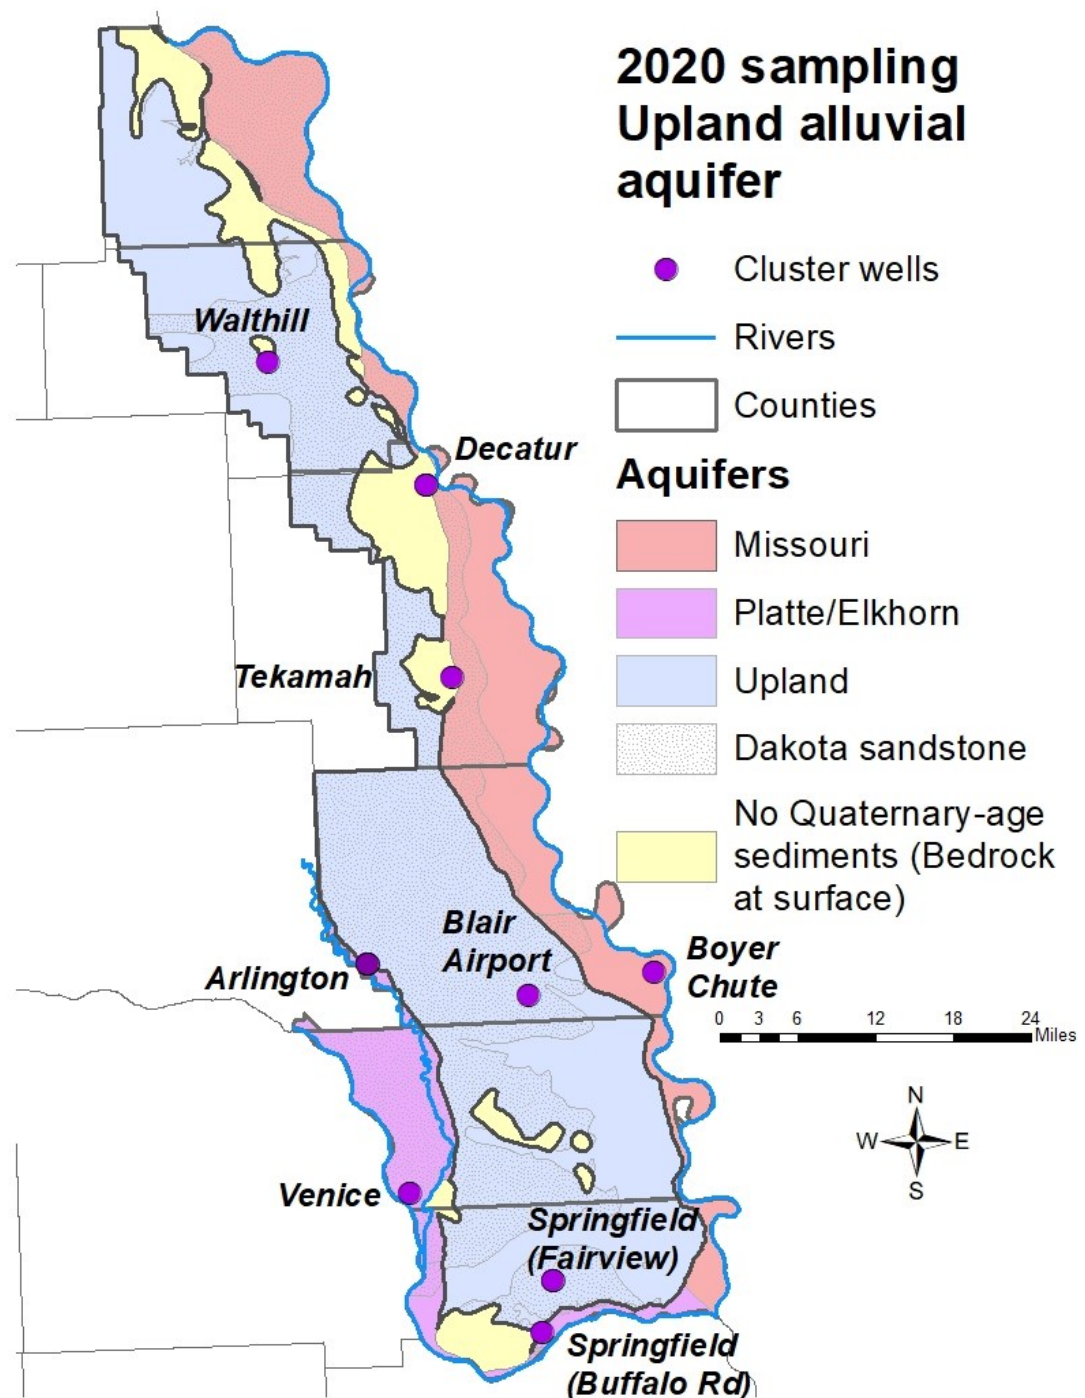 2020 sampling
Upland alluvial
aquifer
Cluster wells
Rivers
Counties
Aquifers
Missouri
Platte/Elkhorn
Upland
Dakota sandstone
No Quaternary-age
sediments (Bedrock
at surface)
Walthill
Decatur
Tekamah
Blair
Airport
Boyer
Chute
Arlington
0 3 6 12 18 24
Miles
N
W E
S
Venice
Springfield
(Fairview)
Springfield
(Buffalo Rd)